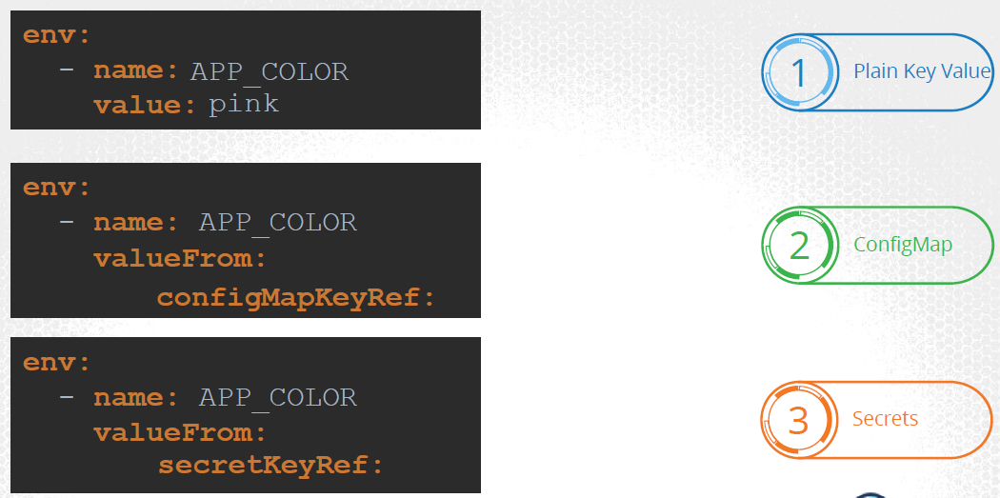 env:
- name: APP_COLOR
value: pink
1 Plain Key Value
env:
- name: APP_COLOR
valueFrom:
configMapKeyRef:
2 ConfigMap
env:
- name: APP_COLOR
valueFrom:
secretKeyRef:
3 Secrets